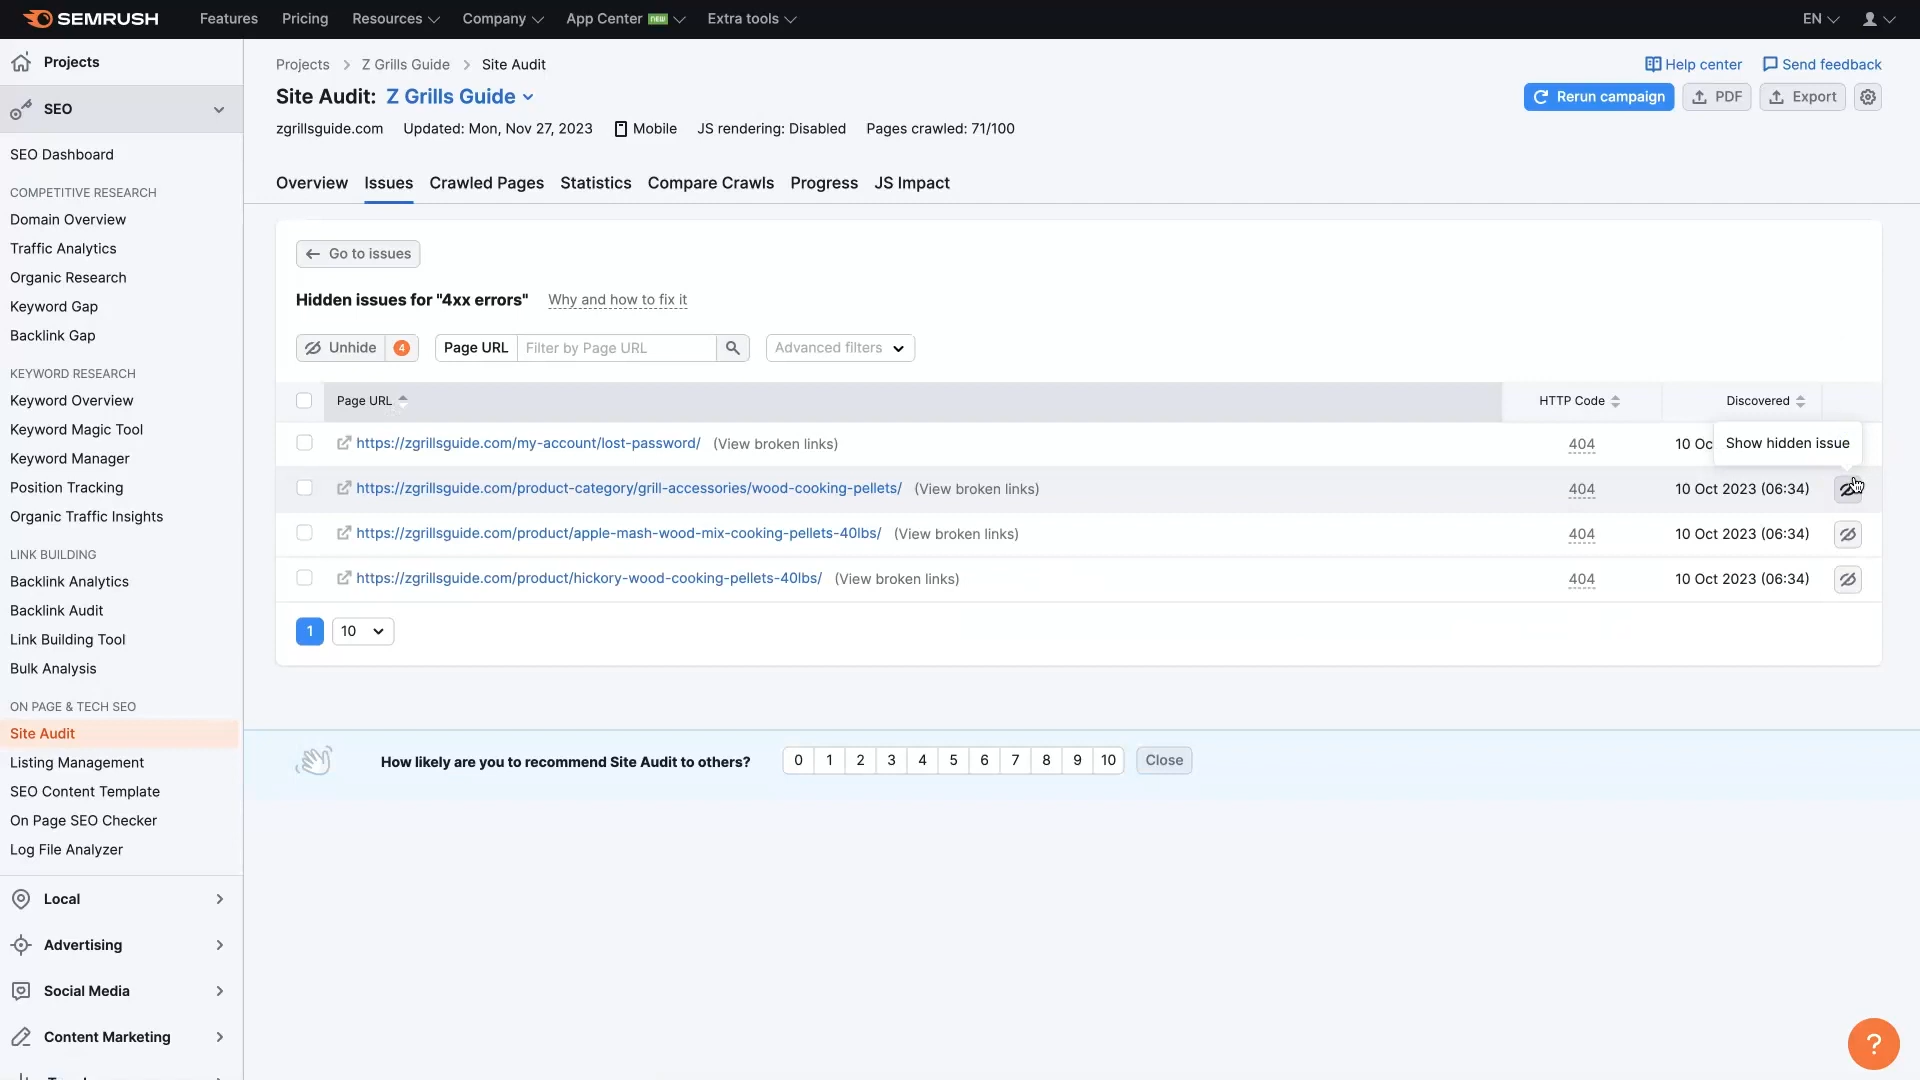 SEMRUSH
Features
Pricing
Resources
Company
App Center NEW
Extra tools
EN
Projects
SEO
SEO Dashboard
COMPETITIVE RESEARCH
Domain Overview
Traffic Analytics
Organic Research
Keyword Gap
Backlink Gap
KEYWORD RESEARCH
Keyword Overview
Keyword Magic Tool
Keyword Manager
Position Tracking
Organic Traffic Insights
LINK BUILDING
Backlink Analytics
Backlink Audit
Link Building Tool
Bulk Analysis
ON PAGE & TECH SEO
Site Audit
Listing Management
SEO Content Template
On Page SEO Checker
Log File Analyzer
Local
Advertising
Social Media
Content Marketing
Projects > Z Grills Guide > Site Audit
Help center
Send feedback
Site Audit: Z Grills Guide
Rerun campaign
PDF
Export
zgrillsguide.com Updated: Mon, Nov 27, 2023 Mobile JS rendering: Disabled Pages crawled: 71/100
Overview
Issues
Crawled Pages
Statistics
Compare Crawls
Progress
JS Impact
Go to issues
Hidden issues for "4xx errors" Why and how to fix it
Unhide 4
Page URL
Filter by Page URL
Advanced filters
Page URL HTTP Code Discovered
https://zgrillsguide.com/my-account/lost-password/ (View broken links) 404 10 Oc
Show hidden issue
https://zgrillsguide.com/product-category/grill-accessories/wood-cooking-pellets/ (View broken links) 404 10 Oct 2023 (06:34)
https://zgrillsguide.com/product/apple-mash-wood-mix-cooking-pellets-40lbs/ (View broken links) 404 10 Oct 2023 (06:34)
https://zgrillsguide.com/product/hickory-wood-cooking-pellets-40lbs/ (View broken links) 404 10 Oct 2023 (06:34)
1 10
How likely are you to recommend Site Audit to others? 0 1 2 3 4 5 6 7 8 9 10 Close
?